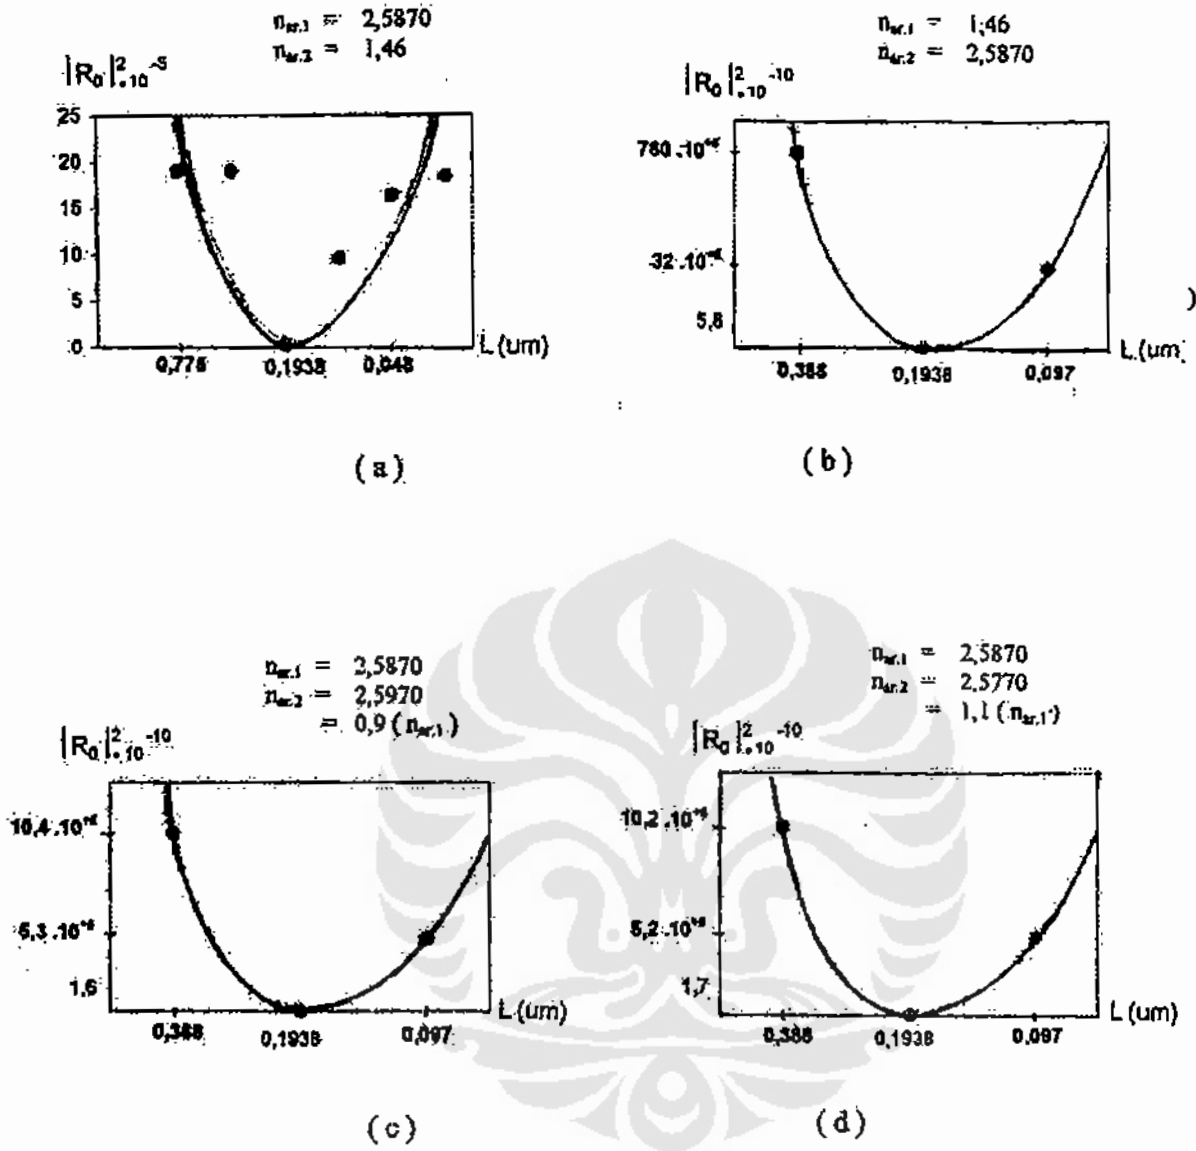 n_ar.1 = 2,5870
n_ar.2 = 1,46
|R₀|² .10⁻⁵
25
20
15
10
5
0
0,775 0,1938 0,048
L (um)
(a)
n_ar.1 = 1,46
n_ar.2 = 2,5870
|R₀|² .10⁻¹⁰
5,8
0,388 0,1938 0,097
L (um)
(b)
n_ar.1 = 2,5870
n_ar.2 = 2,5970
= 0,9 (n_ar.1)
|R₀|² .10⁻¹⁰
1,6
0,388 0,1938 0,097
L (um)
(c)
n_ar.1 = 2,5870
n_ar.2 = 2,5770
= 1,1 (n_ar.1)
|R₀|² .10⁻¹⁰
1,7
0,388 0,1938 0,097
L (um)
(d)